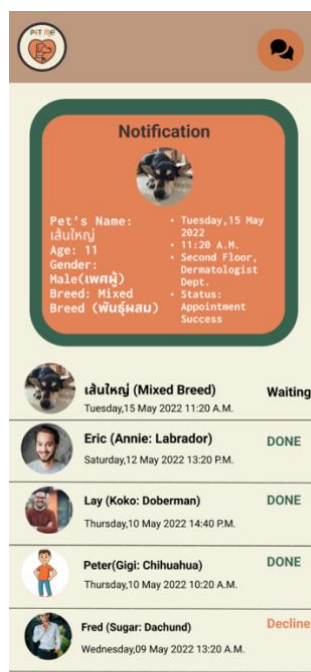 PET ME
Notification
Pet's Name:
เส้นใหญ่
Age: 11
Gender:
Male(เพศผู้)
Breed: Mixed
Breed (พันธุ์ผสม)
• Tuesday,15 May
2022
• 11:20 A.M.
• Second Floor,
Dermatologist
Dept.
• Status:
Appointment
Success
เส้นใหญ่ (Mixed Breed)
Waiting
Tuesday,15 May 2022 11:20 A.M.
Eric (Annie: Labrador)
DONE
Saturday,12 May 2022 13:20 P.M.
Lay (Koko: Doberman)
DONE
Thursday,10 May 2022 14:40 P.M.
Peter(Gigi: Chihuahua)
DONE
Thursday,10 May 2022 10:20 A.M.
Fred (Sugar: Dachund)
Decline
Wednesday,09 May 2022 13:20 A.M.